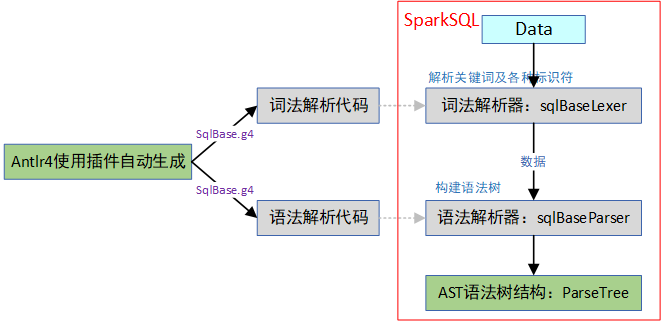 SparkSQL
Data
解析关键词及各种标识符
词法解析代码
词法解析器：sqlBaseLexer
SqlBase.g4
Antlr4使用插件自动生成
数据
SqlBase.g4
构建语法树
语法解析代码
语法解析器：sqlBaseParser
AST语法树结构：ParseTree